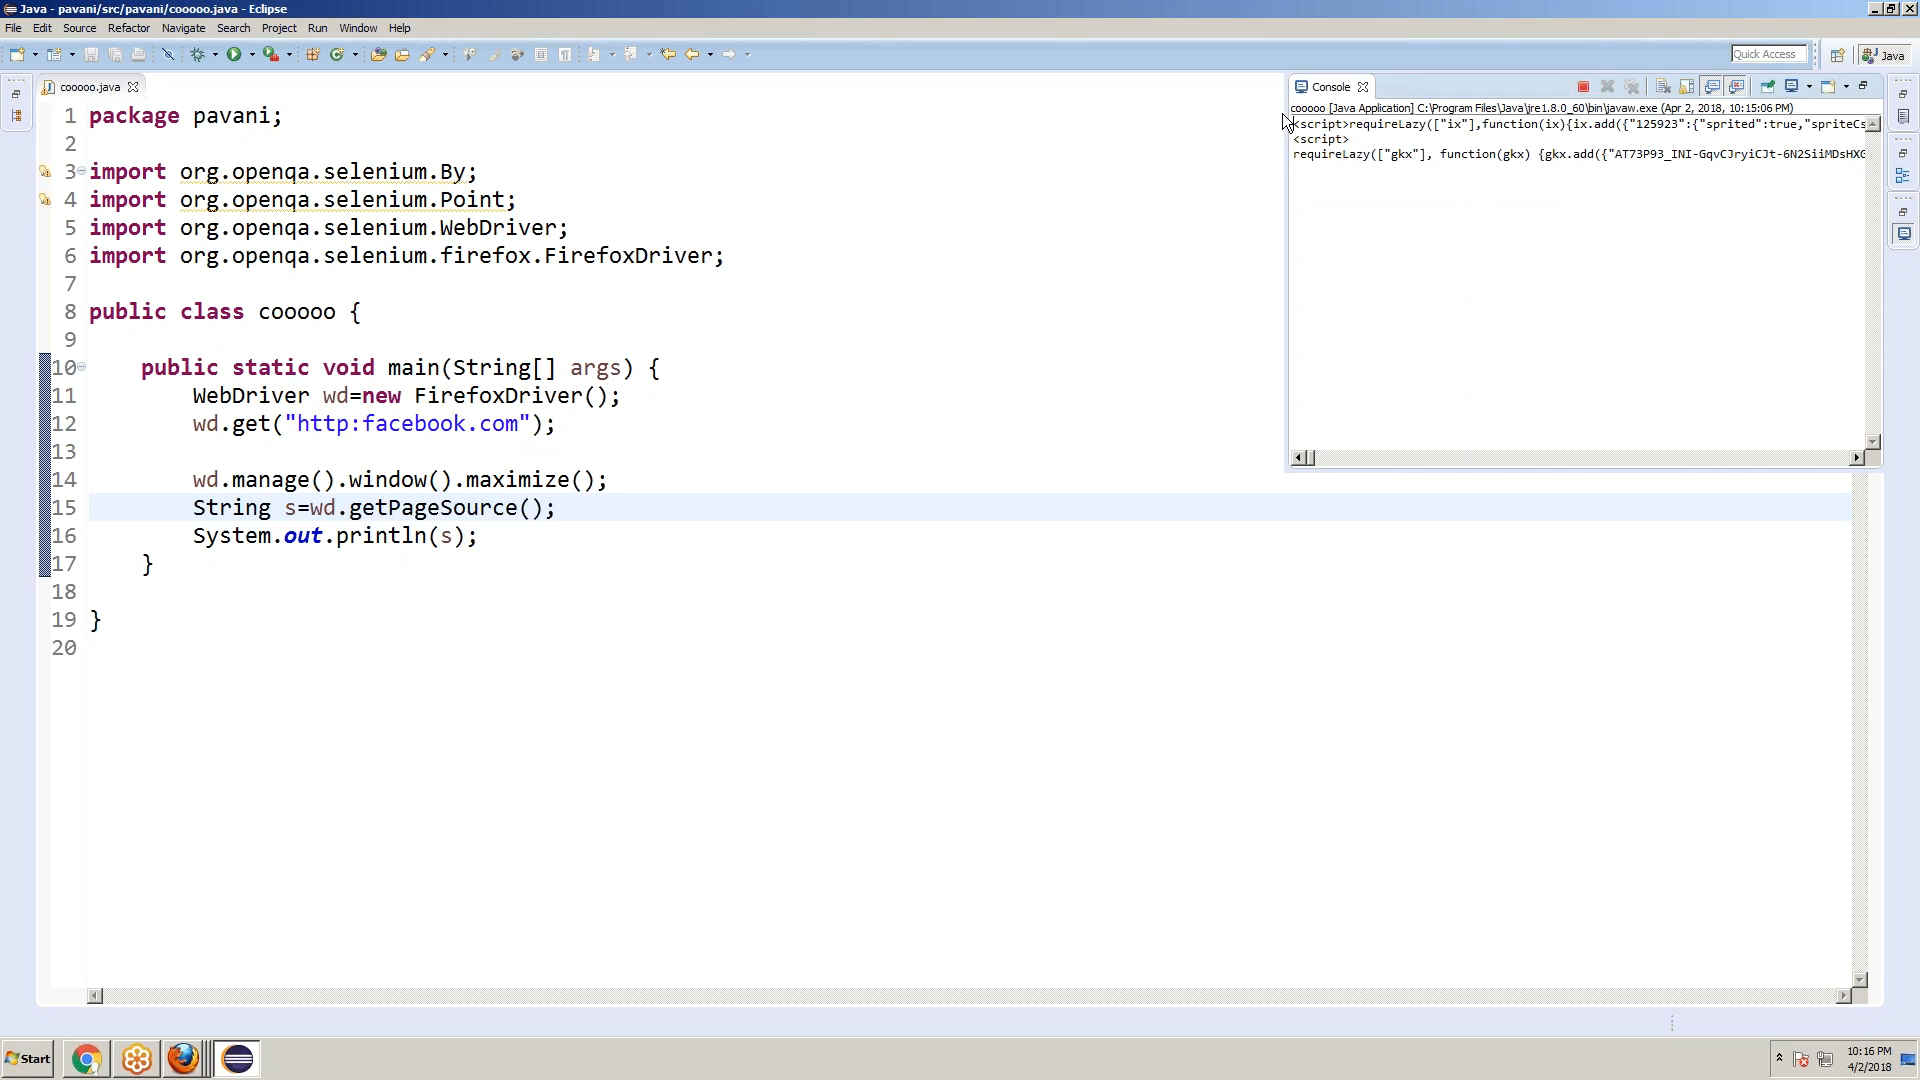 Java - pavani/src/pavani/cooooo.java - Eclipse
File Edit Source Refactor Navigate Search Project Run Window Help
Quick Access
Java
cooooo.java
1 package pavani;
2
3 import org.openqa.selenium.By;
4 import org.openqa.selenium.Point;
5 import org.openqa.selenium.WebDriver;
6 import org.openqa.selenium.firefox.FirefoxDriver;
7
8 public class cooooo {
9
10 public static void main(String[] args) {
11 WebDriver wd=new FirefoxDriver();
12 wd.get("http:facebook.com");
13
14 wd.manage().window().maximize();
15 String s=wd.getPageSource();
16 System.out.println(s);
17 }
18
19 }
20
Console
cooooo [Java Application] C:\Program Files\Java\jre1.8.0_60\bin\javaw.exe (Apr 2, 2018, 10:15:06 PM)
<script>requireLazy(["ix"],function(ix){ix.add({"125923":{"sprited":true,"spriteCs
<script>
requireLazy(["gkx"], function(gkx) {gkx.add({"AT73P93_INI-GqvCJryiCJt-6N2SiiMDsHXG
Start
10:16 PM
4/2/2018